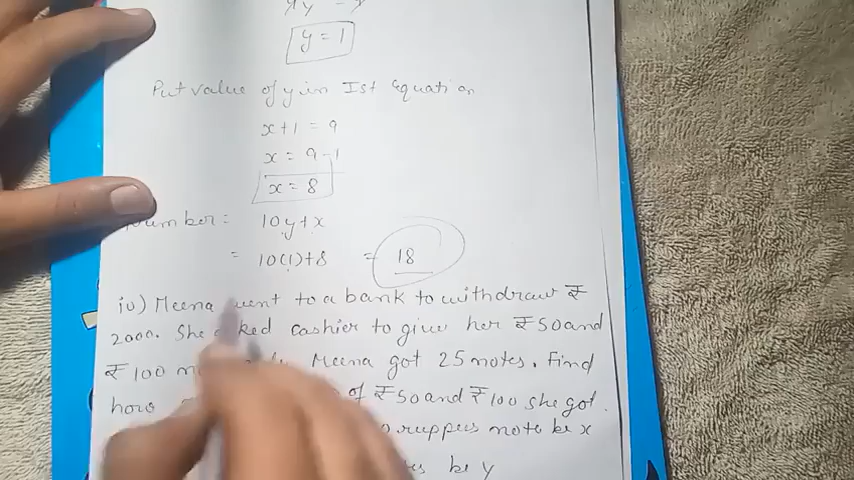 y = 1
Put value of y in Ist Equation
x+1 = 9
x = 9-1
x = 8
Number = 10y+x
= 10(1)+8 = 18
iv) Meena went to a bank to withdraw ₹
2000. She asked cashier to give her ₹50 and
₹100 Meena got 25 notes. Find
how of ₹50 and ₹100 she got.
rupees note be x
be y